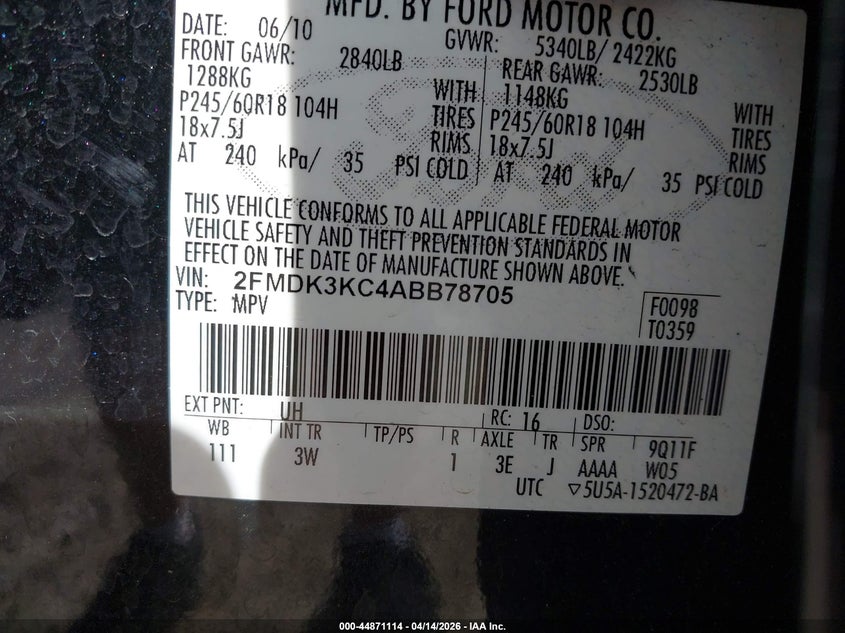 MFD. BY FORD MOTOR CO.
DATE: 06/10 GVWR: 5340LB/ 2422KG
FRONT GAWR: 2840LB REAR GAWR: 2530LB
1288KG WITH 1148KG WITH
P245/60R18 104H TIRES P245/60R18 104H TIRES
18x7.5J RIMS 18x7.5J RIMS
AT 240 kPa/ 35 PSI COLD AT 240 kPa/ 35 PSI COLD
THIS VEHICLE CONFORMS TO ALL APPLICABLE FEDERAL MOTOR
VEHICLE SAFETY AND THEFT PREVENTION STANDARDS IN
EFFECT ON THE DATE OF MANUFACTURE SHOWN ABOVE.
VIN: 2FMDK3KC4ABB78705
TYPE: MPV F0098
T0359
EXT PNT: UH RC: 16 DSO:
WB INT TR TP/PS R AXLE TR SPR 9Q11F
111 3W 1 3E J AAAA W05
UTC ▽5U5A-1520472-BA
000-44871114 - 04/14/2026 - IAA Inc.